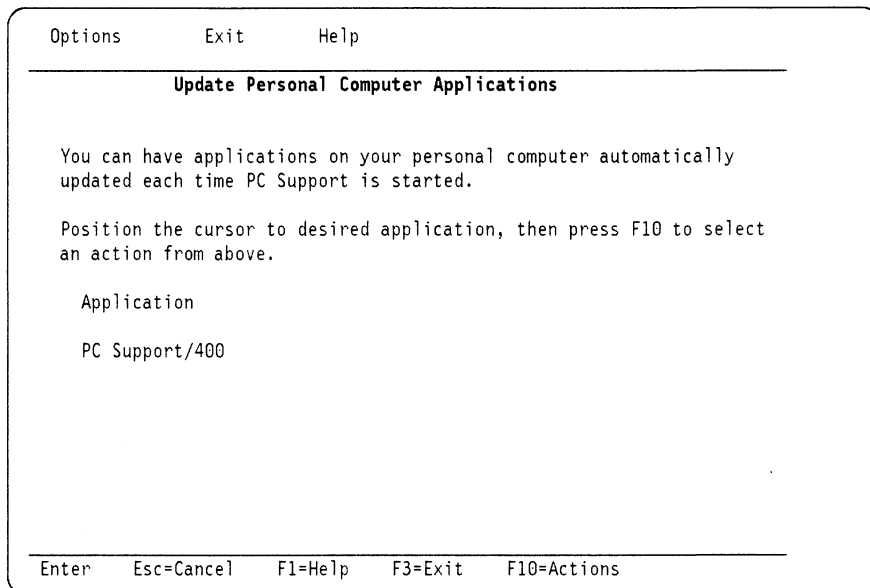 Options Exit Help
Update Personal Computer Applications
You can have applications on your personal computer automatically
updated each time PC Support is started.
Position the cursor to desired application, then press F10 to select
an action from above.
Application
PC Support/400
Enter Esc=Cancel F1=Help F3=Exit F10=Actions